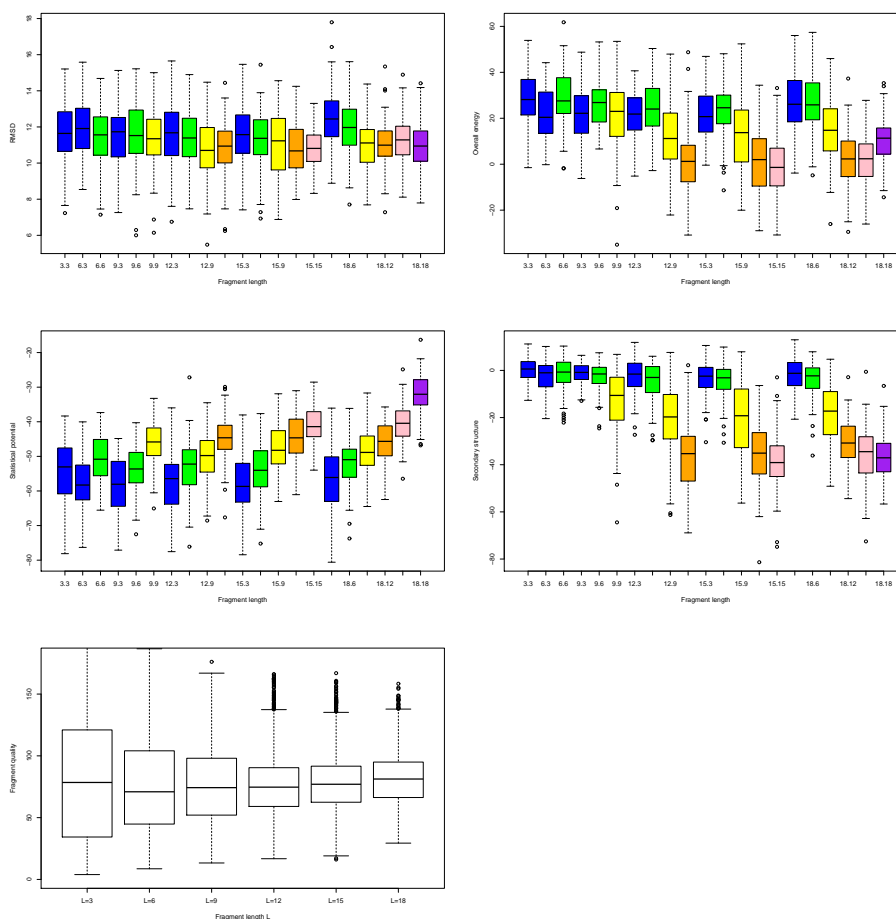 18
16
14
12
10
8
6
RMSD
3.3 6.3 6.6 9.3 9.6 9.9 12.3 12.9 15.3 15.9 15.15 18.6 18.12 18.18
Fragment length
60
40
20
0
−20
Overall energy
3.3 6.3 6.6 9.3 9.6 9.9 12.3 12.9 15.3 15.9 15.15 18.6 18.12 18.18
Fragment length
−20
−30
−40
−50
−60
−70
−80
Statistical potential
3.3 6.3 6.6 9.3 9.6 9.9 12.3 12.9 15.3 15.9 15.15 18.6 18.12 18.18
Fragment length
0
−20
−40
−60
−80
Secondary structure
3.3 6.3 6.6 9.3 9.6 9.9 12.3 12.9 15.3 15.9 15.15 18.6 18.12 18.18
Fragment length
150
100
50
0
Fragment quality
L=3 L=6 L=9 L=12 L=15 L=18
Fragment length L